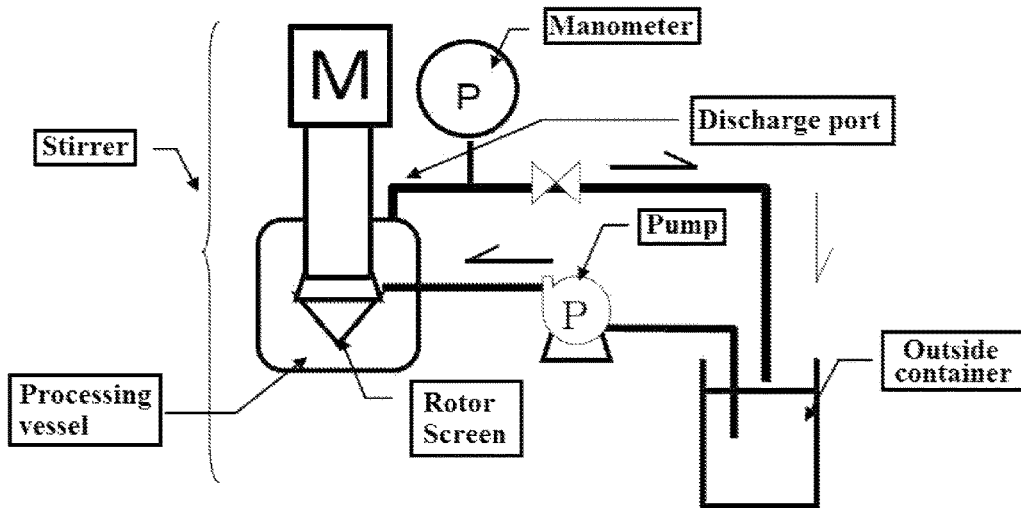 Manometer
M
P
Discharge port
Stirrer
Pump
P
Outside
container
Processing
vessel
Rotor
Screen